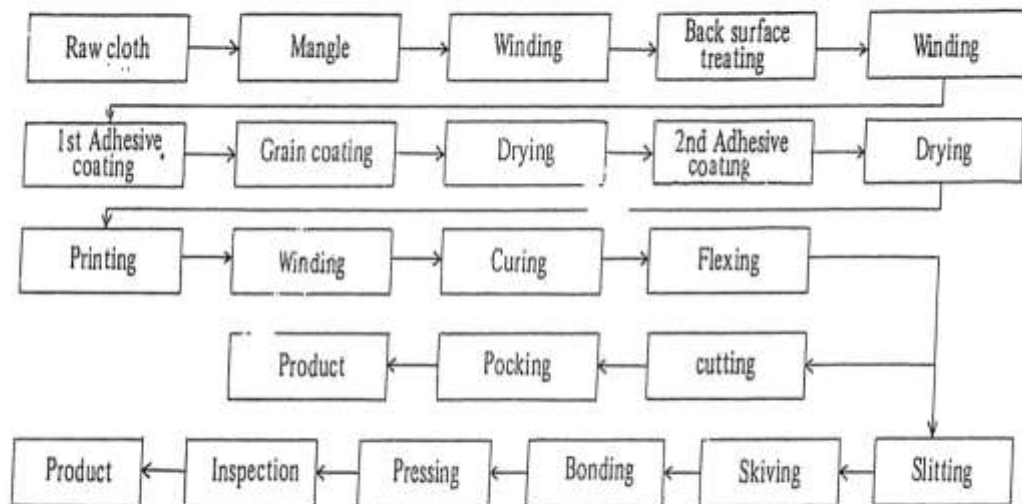 Raw cloth
Mangle
Winding
Back surface
treating
Winding
1st Adhesive
coating
Grain coating
Drying
2nd Adhesive
coating
Drying
Printing
Winding
Curing
Flexing
Product
Pocking
cutting
Product
Inspection
Pressing
Bonding
Skiving
Slitting